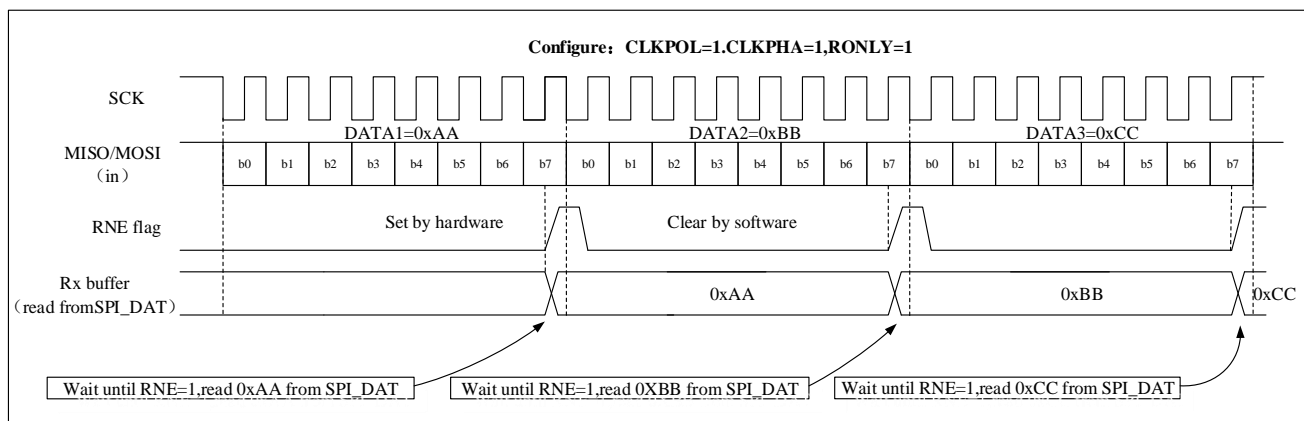 Configure：CLKPOL=1.CLKPHA=1,RONLY=1
SCK
DATA1=0xAA DATA2=0xBB DATA3=0xCC
MISO/MOSI
（in）
b0 b1 b2 b3 b4 b5 b6 b7 b0 b1 b2 b3 b4 b5 b6 b7 b0 b1 b2 b3 b4 b5 b6 b7
RNE flag
Set by hardware Clear by software
Rx buffer
（read fromSPI_DAT）
0xAA 0xBB 0xCC
Wait until RNE=1,read 0xAA from SPI_DAT Wait until RNE=1,read 0XBB from SPI_DAT Wait until RNE=1,read 0xCC from SPI_DAT